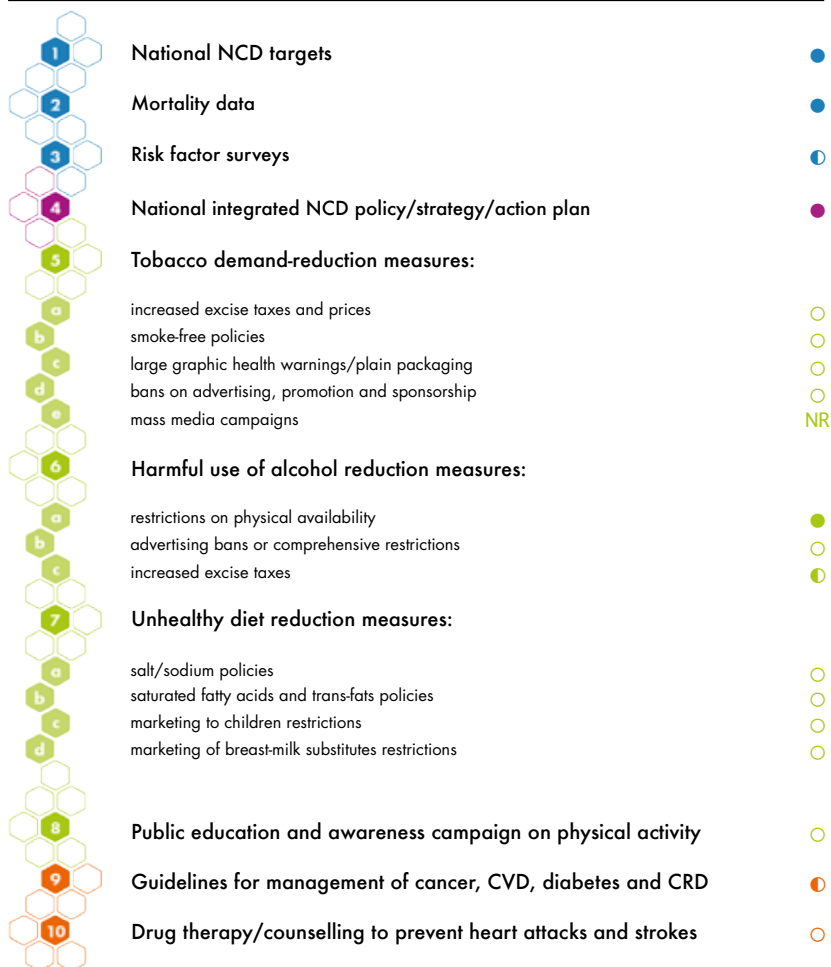 1 National NCD targets ●
2 Mortality data ●
3 Risk factor surveys ◐
4 National integrated NCD policy/strategy/action plan ●
5 Tobacco demand-reduction measures:
a increased excise taxes and prices ○
b smoke-free policies ○
c large graphic health warnings/plain packaging ○
d bans on advertising, promotion and sponsorship ○
e mass media campaigns NR
6 Harmful use of alcohol reduction measures:
a restrictions on physical availability ●
b advertising bans or comprehensive restrictions ○
c increased excise taxes ◐
7 Unhealthy diet reduction measures:
a salt/sodium policies ○
b saturated fatty acids and trans-fats policies ○
c marketing to children restrictions ○
d marketing of breast-milk substitutes restrictions ○
8 Public education and awareness campaign on physical activity ○
9 Guidelines for management of cancer, CVD, diabetes and CRD ◐
10 Drug therapy/counselling to prevent heart attacks and strokes ○